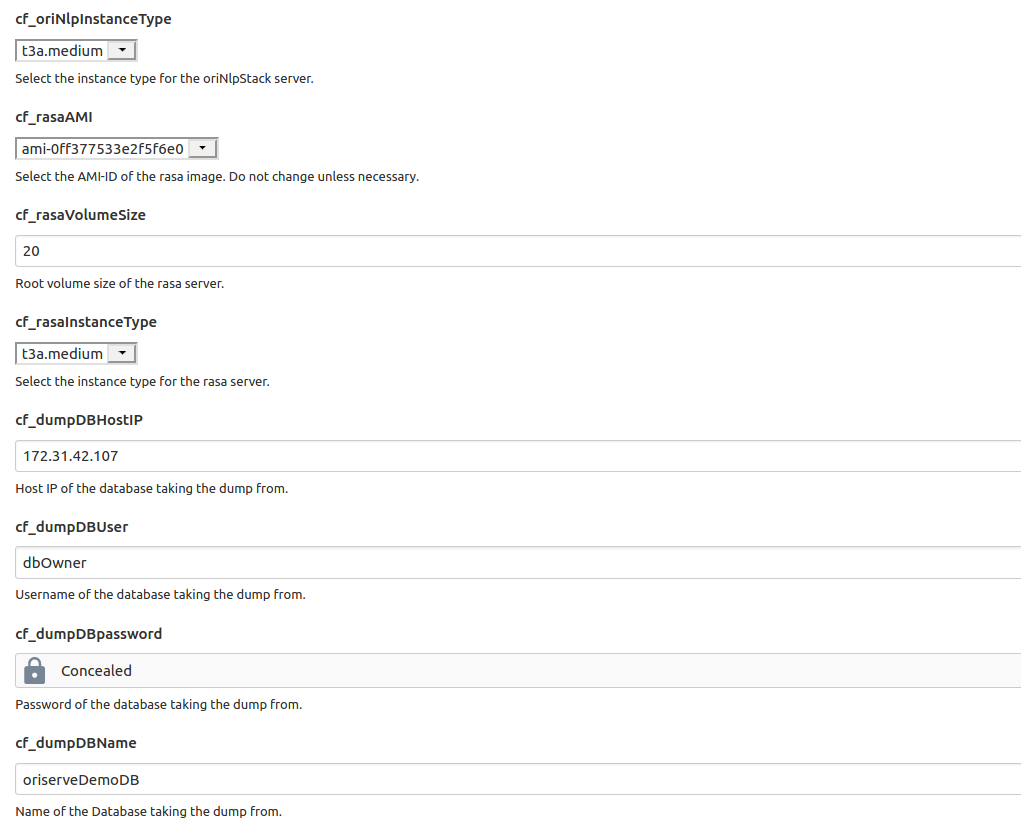 cf_oriNlpInstanceType
t3a.medium
Select the instance type for the oriNlpStack server.
cf_rasaAMI
ami-0ff377533e2f5f6e0
Select the AMI-ID of the rasa image. Do not change unless necessary.
cf_rasaVolumeSize
20
Root volume size of the rasa server.
cf_rasaInstanceType
t3a.medium
Select the instance type for the rasa server.
cf_dumpDBHostIP
172.31.42.107
Host IP of the database taking the dump from.
cf_dumpDBUser
dbOwner
Username of the database taking the dump from.
cf_dumpDBpassword
Concealed
Password of the database taking the dump from.
cf_dumpDBName
oriserveDemoDB
Name of the Database taking the dump from.